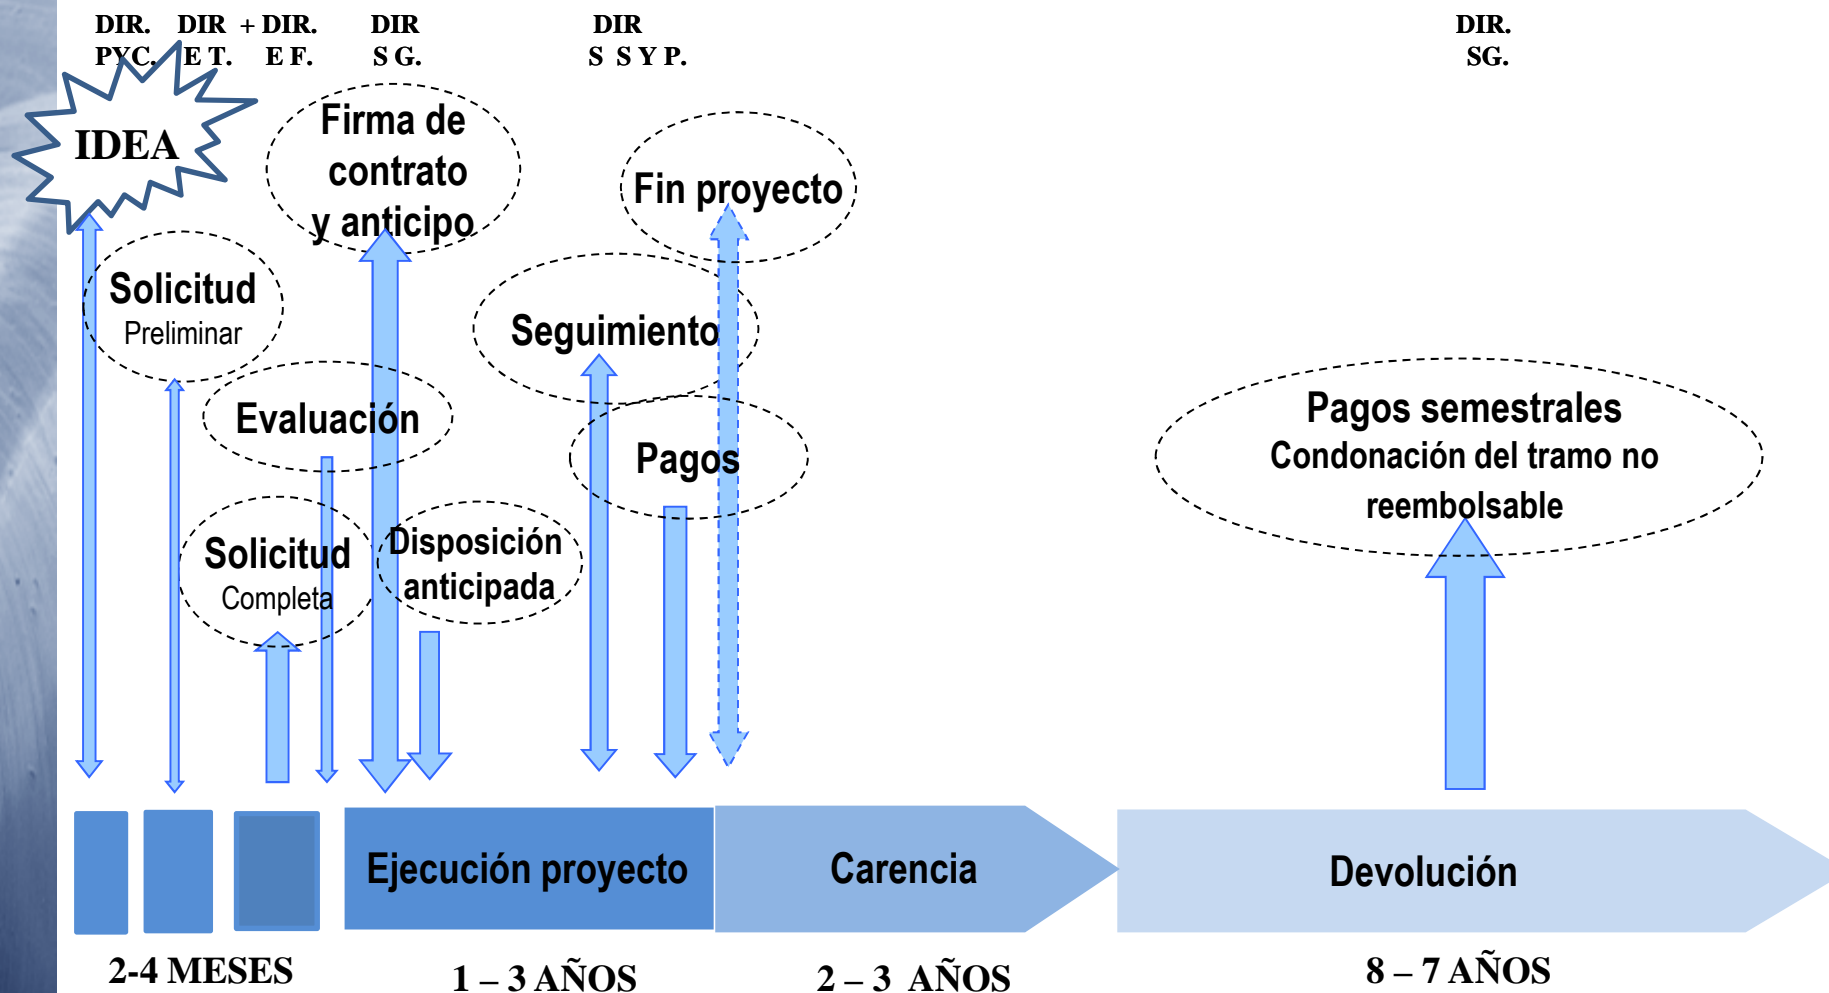 DIR. DIR + DIR. DIR DIR DIR.
PYC. E T. E F. S G. S S Y P. SG.
IDEA
Firma de
contrato
y anticipo
Fin proyecto
Solicitud
Preliminar
Seguimiento
Evaluación
Pagos
Pagos semestrales
Condonación del tramo no
reembolsable
Solicitud
Completa
Disposición
anticipada
Ejecución proyecto
Carencia
Devolución
2-4 MESES
1 – 3 AÑOS
2 – 3 AÑOS
8 – 7 AÑOS